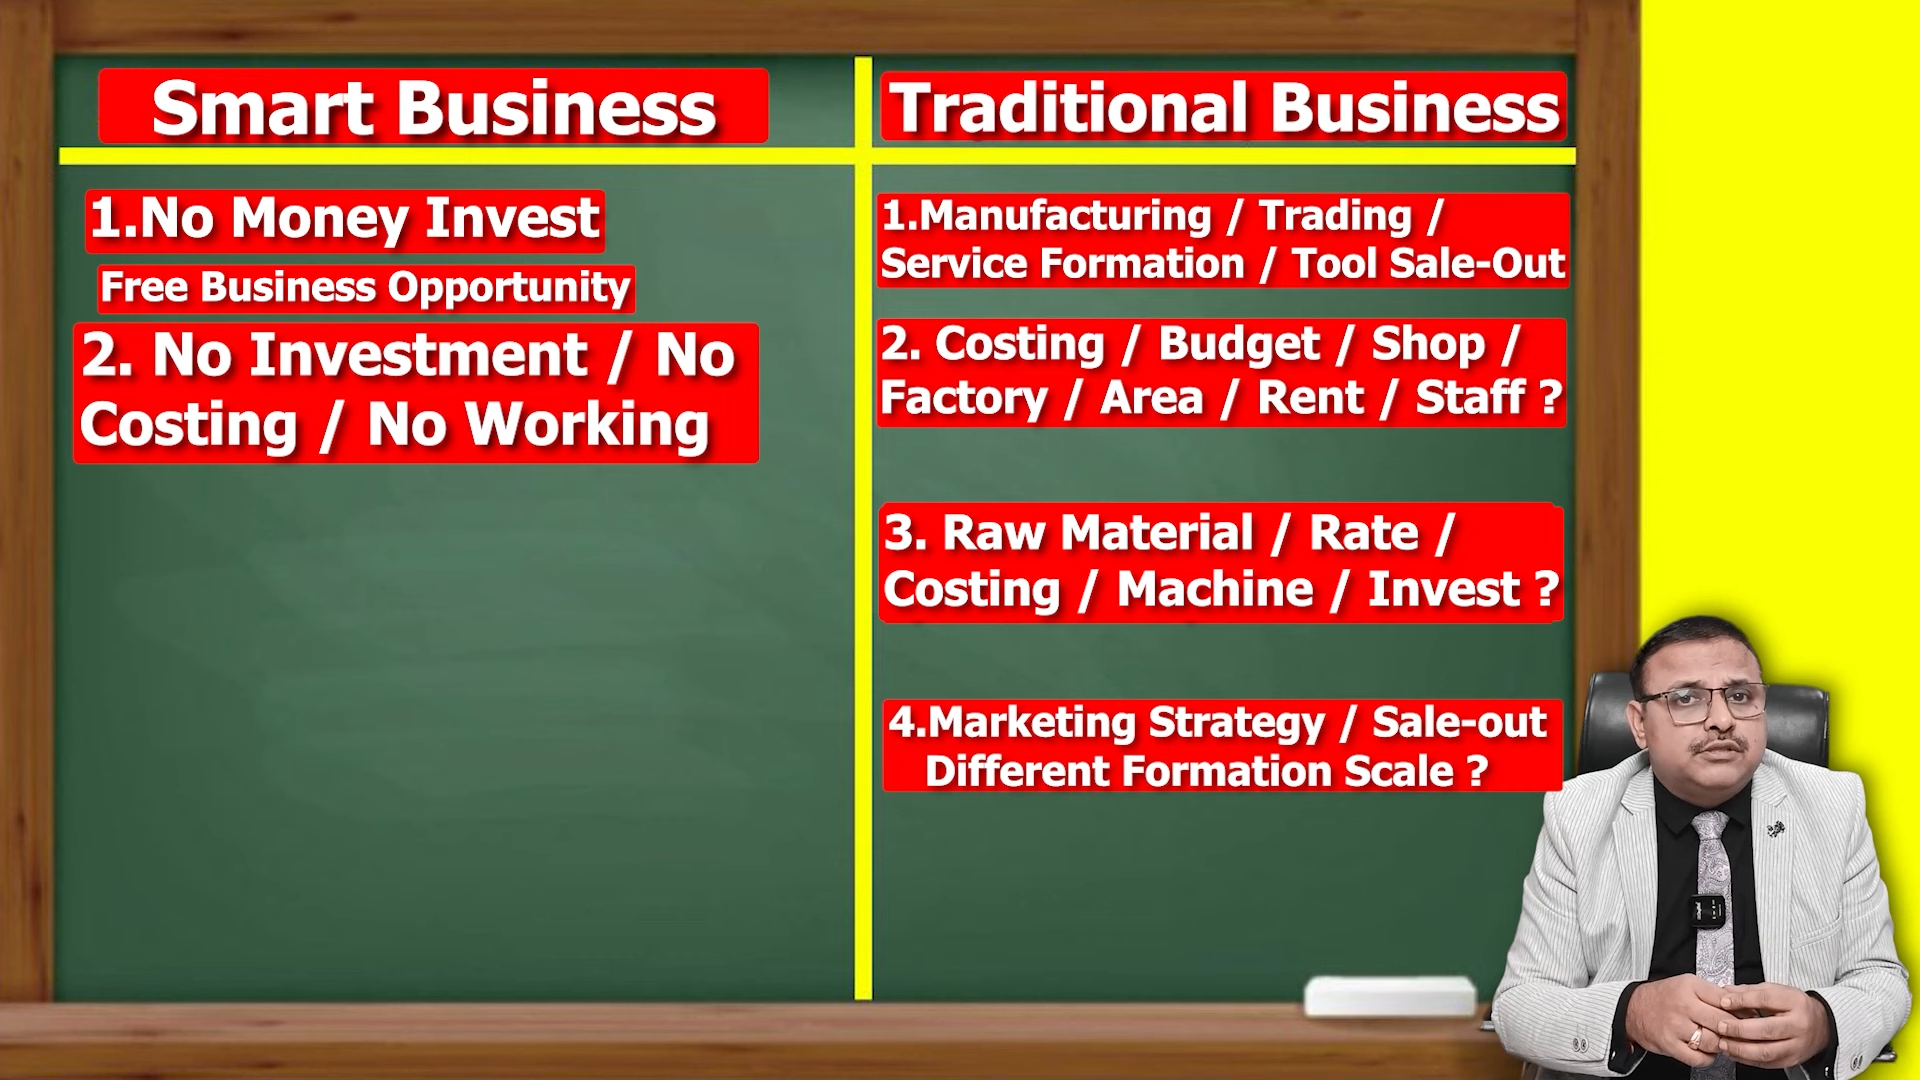 Smart Business
Traditional Business
1.No Money Invest
Free Business Opportunity
2. No Investment / No
Costing / No Working
1.Manufacturing / Trading /
Service Formation / Tool Sale-Out
2. Costing / Budget / Shop /
Factory / Area / Rent / Staff ?
3. Raw Material / Rate /
Costing / Machine / Invest ?
4.Marketing Strategy / Sale-out
Different Formation Scale ?